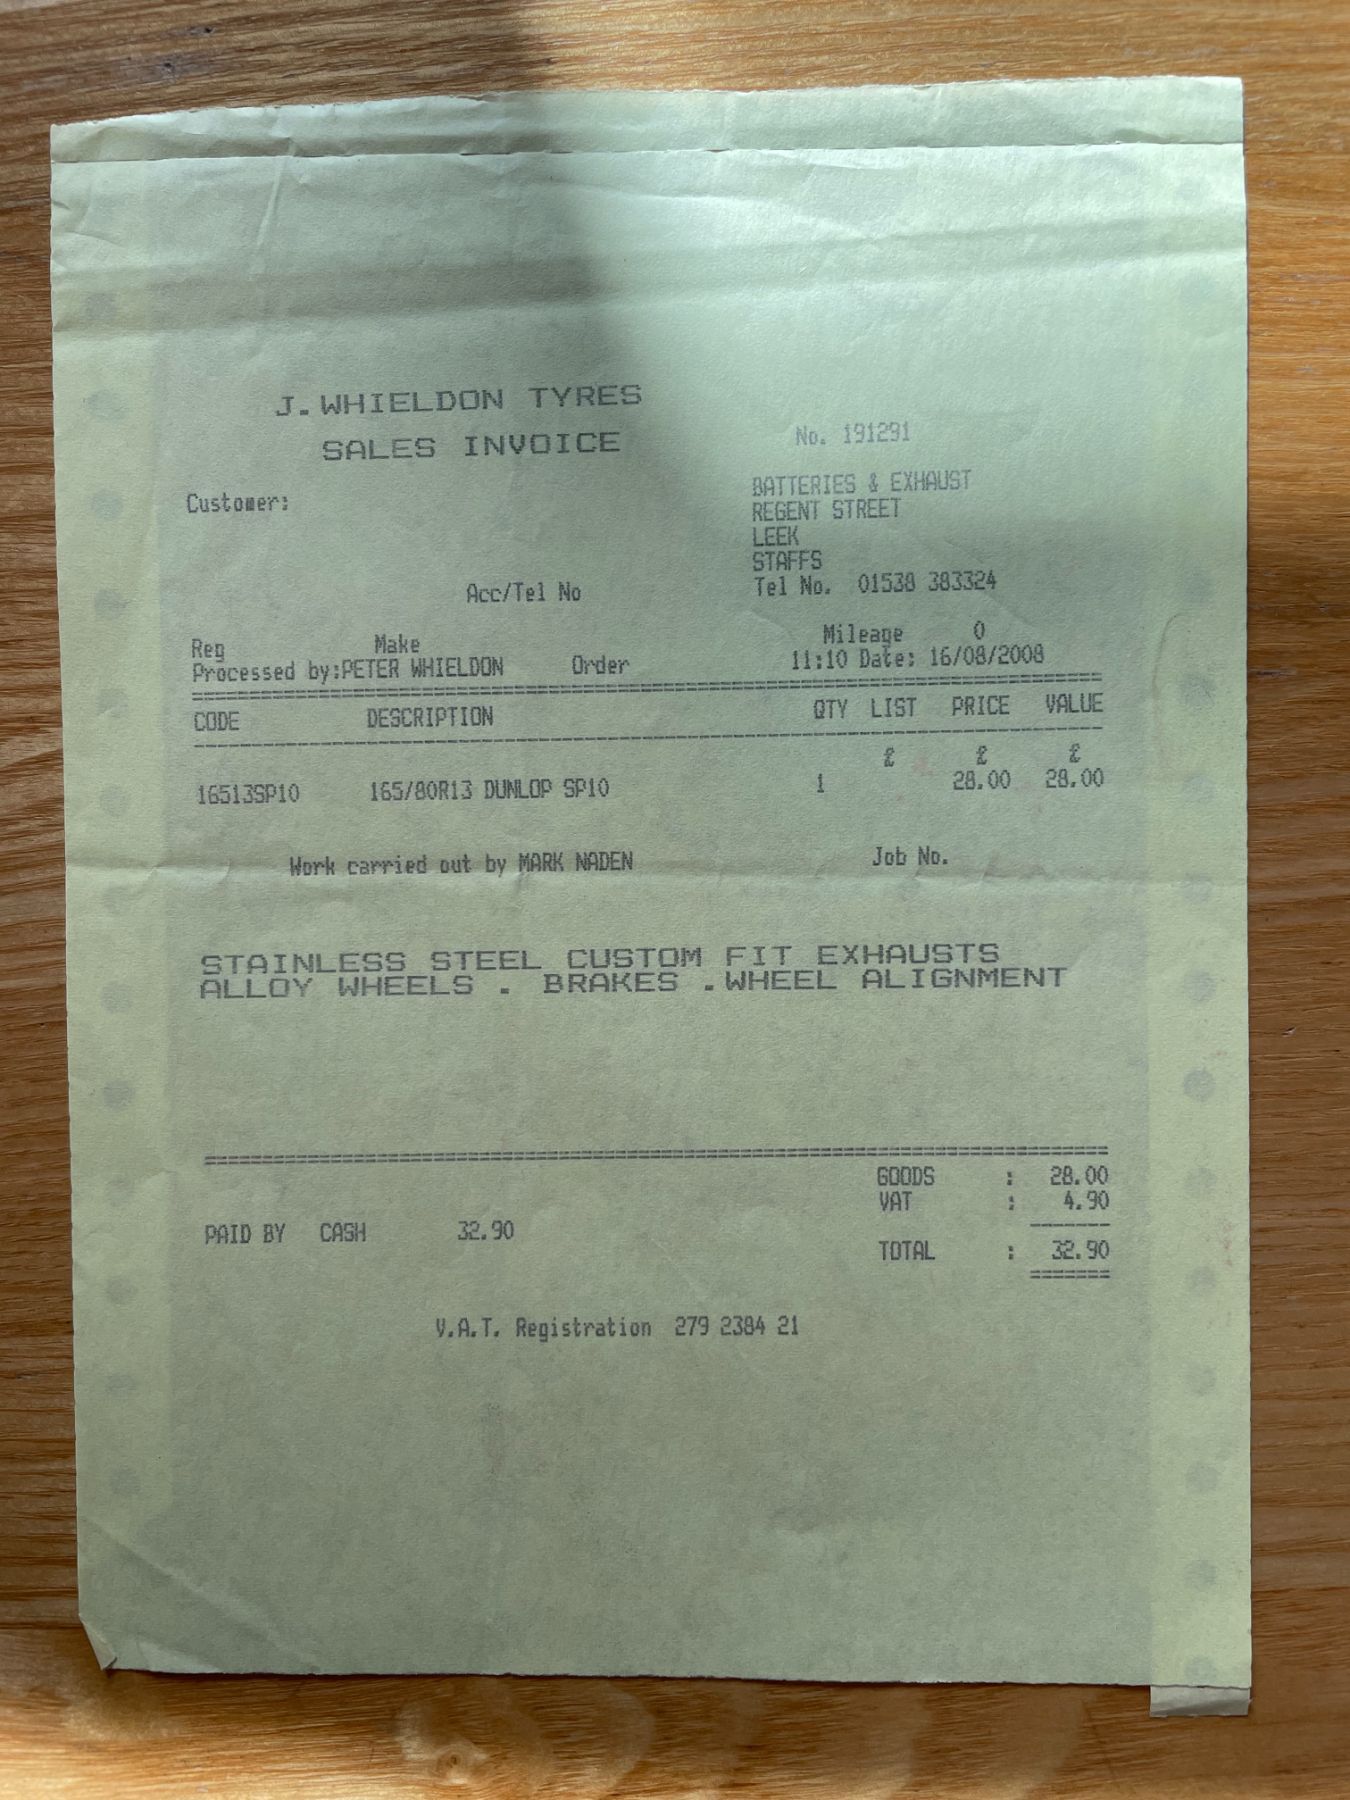 J.WHIELDON TYRES
SALES INVOICE
No. 191291
Customer:
BATTERIES & EXHAUST
REGENT STREET
LEEK
STAFFS
Acc/Tel No
Tel No. 01538 383324
Reg Make Mileage 0
Processed by:PETER WHIELDON Order 11:10 Date: 16/08/2008
CODE DESCRIPTION QTY LIST PRICE VALUE
£ £ £
16513SP10 165/80R13 DUNLOP SP10 1 28.00 28.00
Work carried out by MARK NADEN Job No.
STAINLESS STEEL CUSTOM FIT EXHAUSTS
ALLOY WHEELS . BRAKES .WHEEL ALIGNMENT
GOODS : 28.00
VAT : 4.90
PAID BY CASH 32.90
TOTAL : 32.90
V.A.T. Registration 279 2384 21